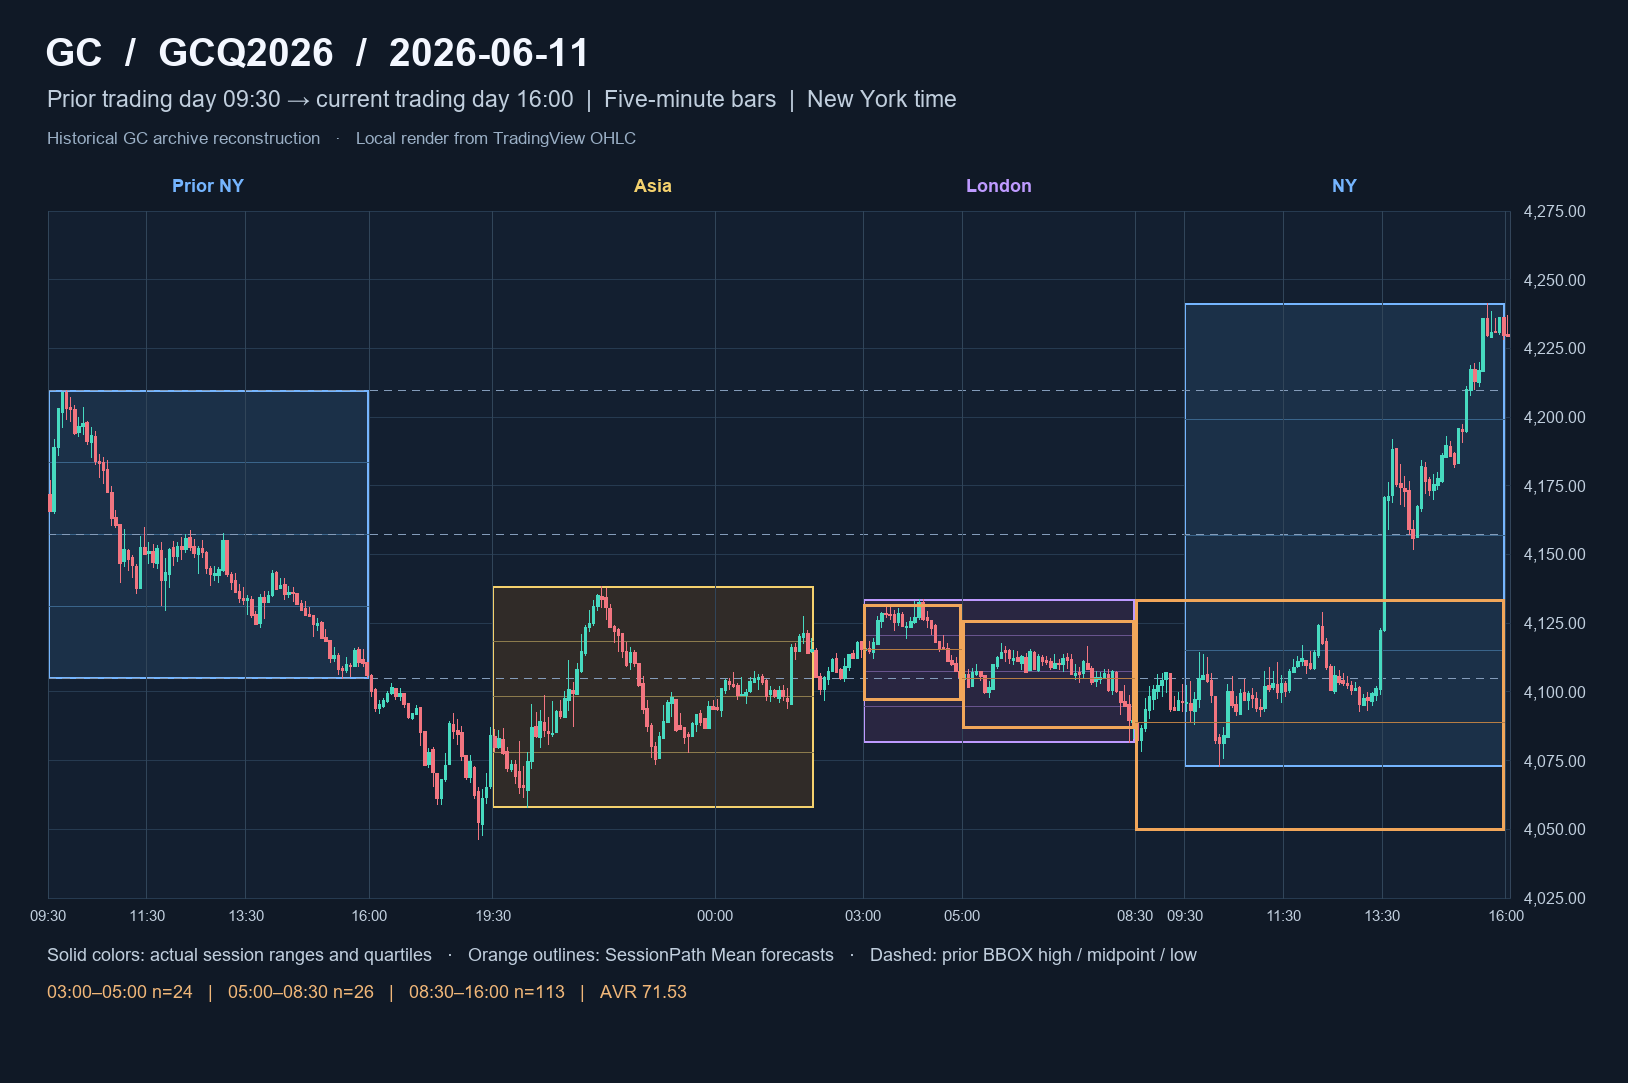 GC / GCQ2026 / 2026-06-11
Prior trading day 09:30 → current trading day 16:00 | Five-minute bars | New York time
Historical GC archive reconstruction · Local render from TradingView OHLC
Prior NY Asia London NY
4,275.00
4,250.00
4,225.00
4,200.00
4,175.00
4,150.00
4,125.00
4,100.00
4,075.00
4,050.00
4,025.00
09:30 11:30 13:30 16:00 19:30 00:00 03:00 05:00 08:30 09:30 11:30 13:30 16:00
Solid colors: actual session ranges and quartiles · Orange outlines: SessionPath Mean forecasts · Dashed: prior BBOX high / midpoint / low
03:00–05:00 n=24 | 05:00–08:30 n=26 | 08:30–16:00 n=113 | AVR 71.53